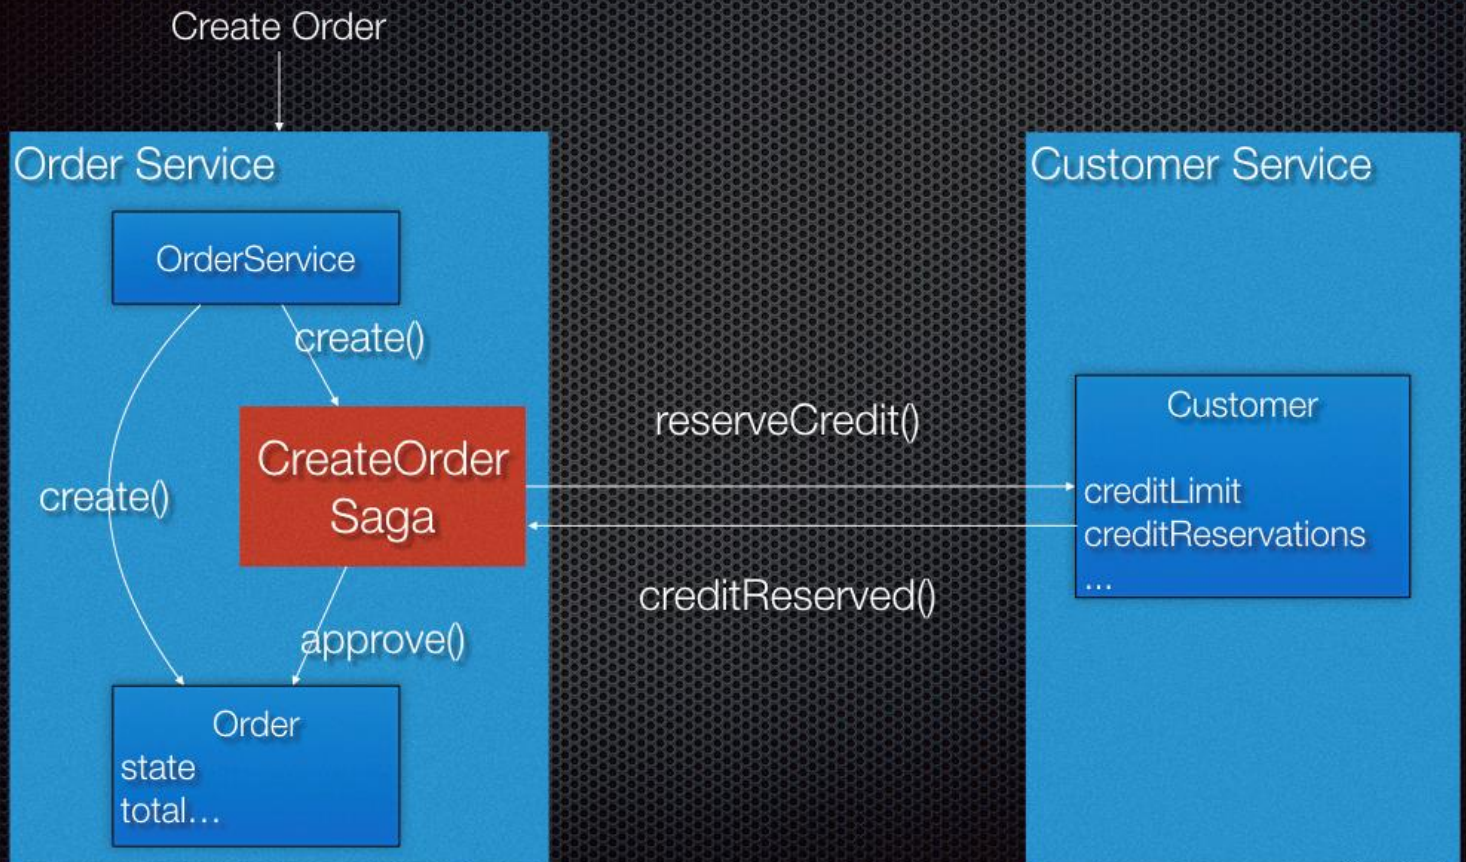 Create Order
Order Service
OrderService
create()
create()
CreateOrder
Saga
approve()
Order
state
total...
reserveCredit()
creditReserved()
Customer Service
Customer
creditLimit
creditReservations
...